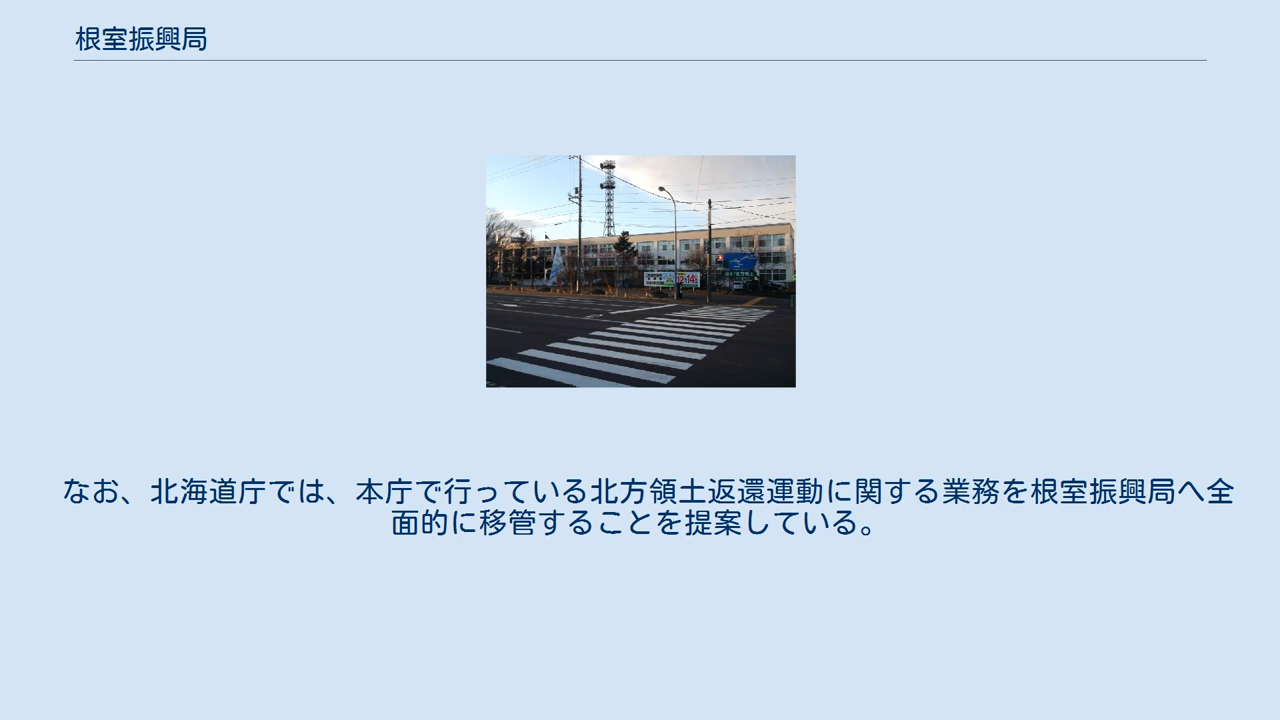 根室振興局
なお、北海道庁では、本庁で行っている北方領土返還運動に関する業務を根室振興局へ全
面的に移管することを提案している。